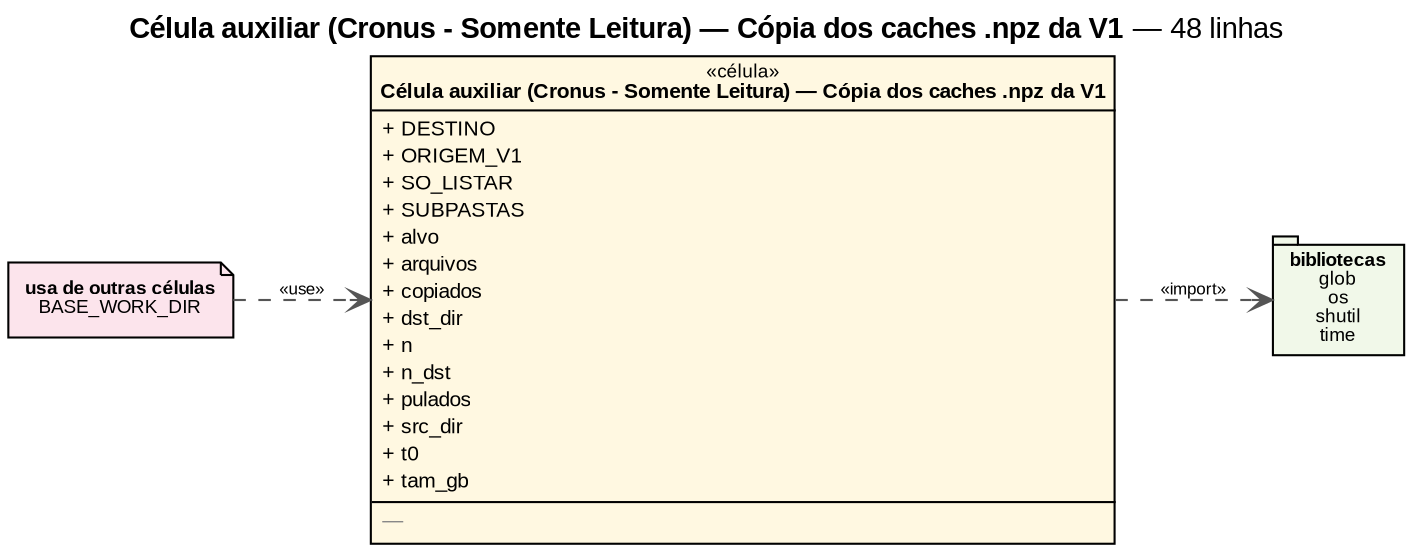 Célula auxiliar (Cronus - Somente Leitura) — Cópia dos caches .npz da V1 — 48 linhas
«célula»
Célula auxiliar (Cronus - Somente Leitura) — Cópia dos caches .npz da V1
+ DESTINO
+ ORIGEM_V1
+ SO_LISTAR
+ SUBPASTAS
+ alvo
+ arquivos
+ copiados
+ dst_dir
+ n
+ n_dst
+ pulados
+ src_dir
+ t0
+ tam_gb
—
usa de outras células
BASE_WORK_DIR
«use»
«import»
bibliotecas
glob
os
shutil
time